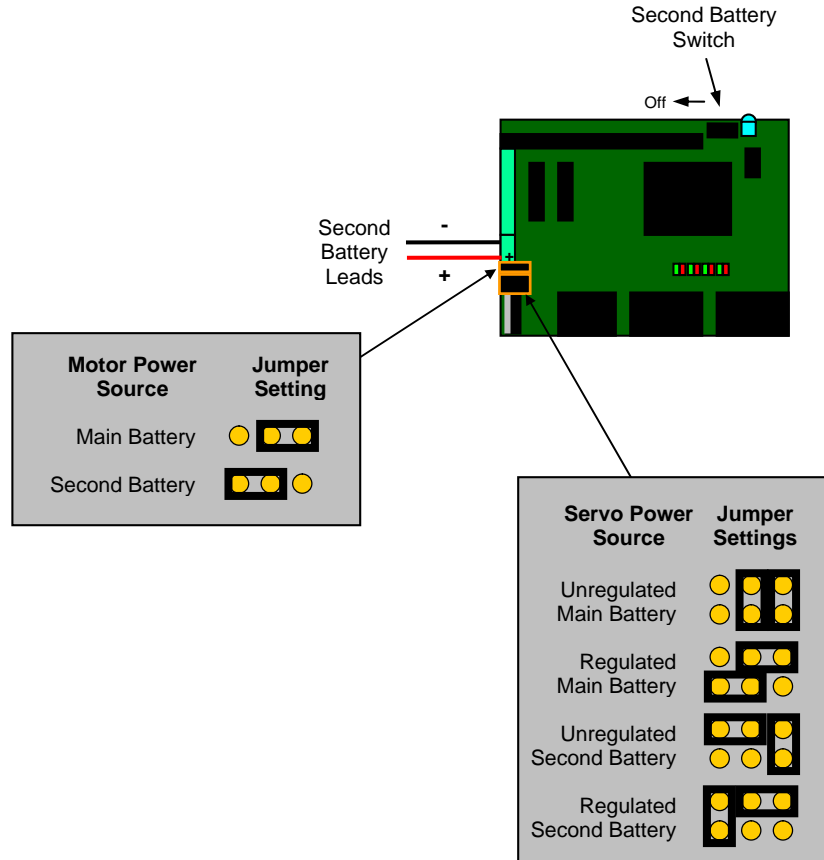 Second Battery
Switch
Off
Second
Battery
Leads
-
+
+
Motor Power
Source
Jumper
Setting
Main Battery
Second Battery
Servo Power
Source
Jumper
Settings
Unregulated
Main Battery
Regulated
Main Battery
Unregulated
Second Battery
Regulated
Second Battery